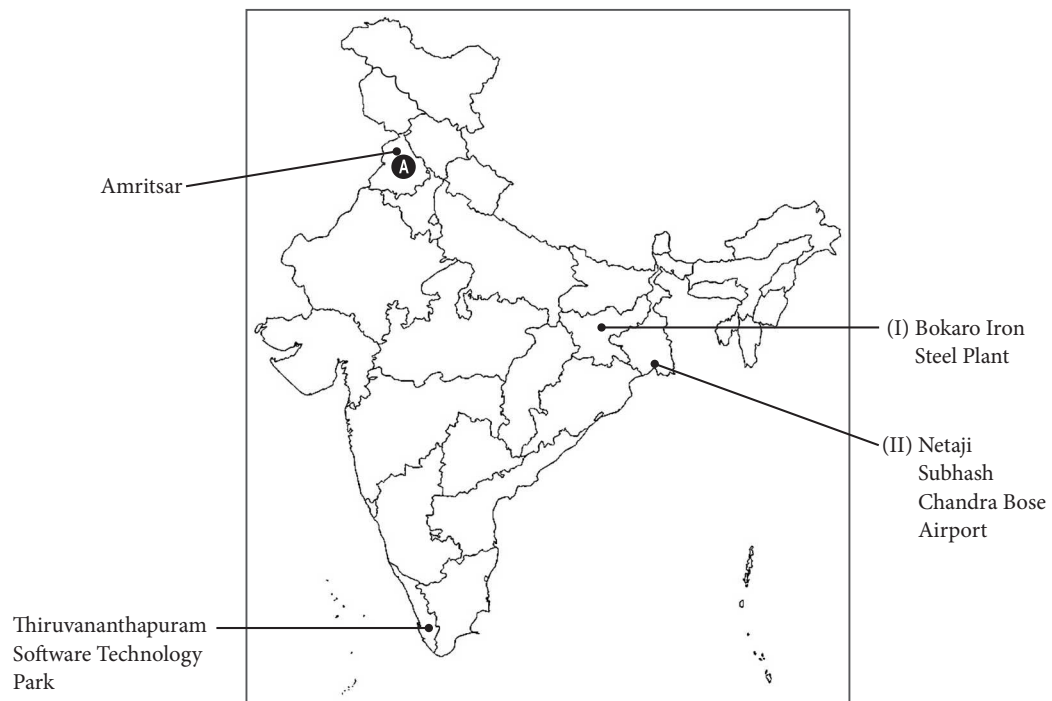 Amritsar
A
(I) Bokaro Iron
Steel Plant
(II) Netaji
Subhash
Chandra Bose
Airport
Thiruvananthapuram
Software Technology
Park